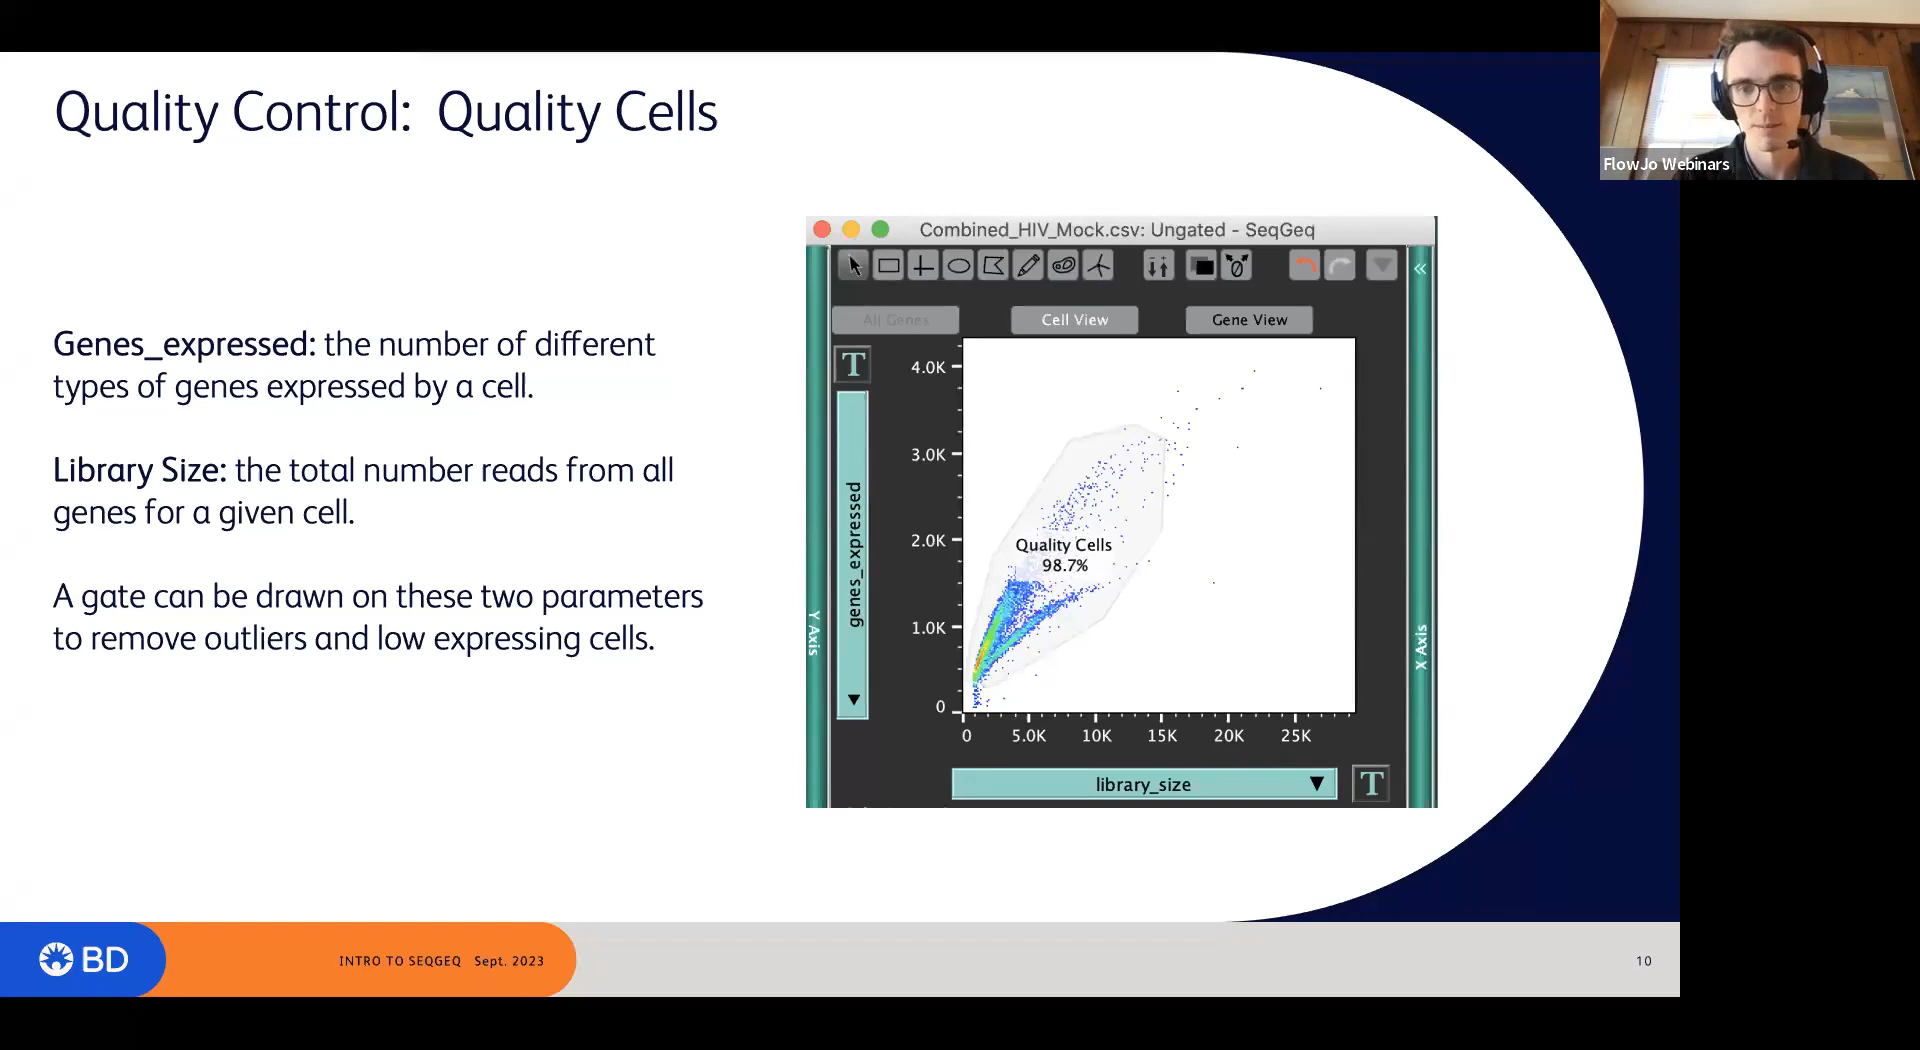 Quality Control: Quality Cells
FlowJo Webinars
Genes_expressed: the number of different
types of genes expressed by a cell.
Library Size: the total number reads from all
genes for a given cell.
A gate can be drawn on these two parameters
to remove outliers and low expressing cells.
Combined_HIV_Mock.csv: Ungated - SeqGeq
All Genes
Cell View
Gene View
T
genes_expressed
Y Axis
4.0K
3.0K
2.0K
1.0K
0
Quality Cells
98.7%
0 5.0K 10K 15K 20K 25K
library_size
T
X Axis
BD
INTRO TO SEQGEQ Sept. 2023
10